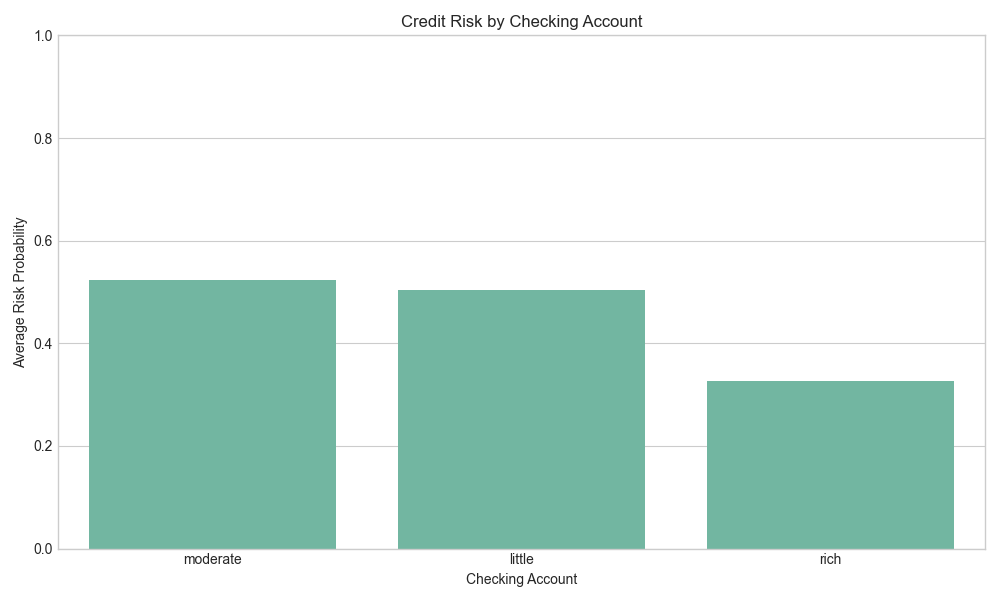 Credit Risk by Checking Account
1.0
0.8
0.6
0.4
0.2
0.0
Average Risk Probability
moderate
little
rich
Checking Account